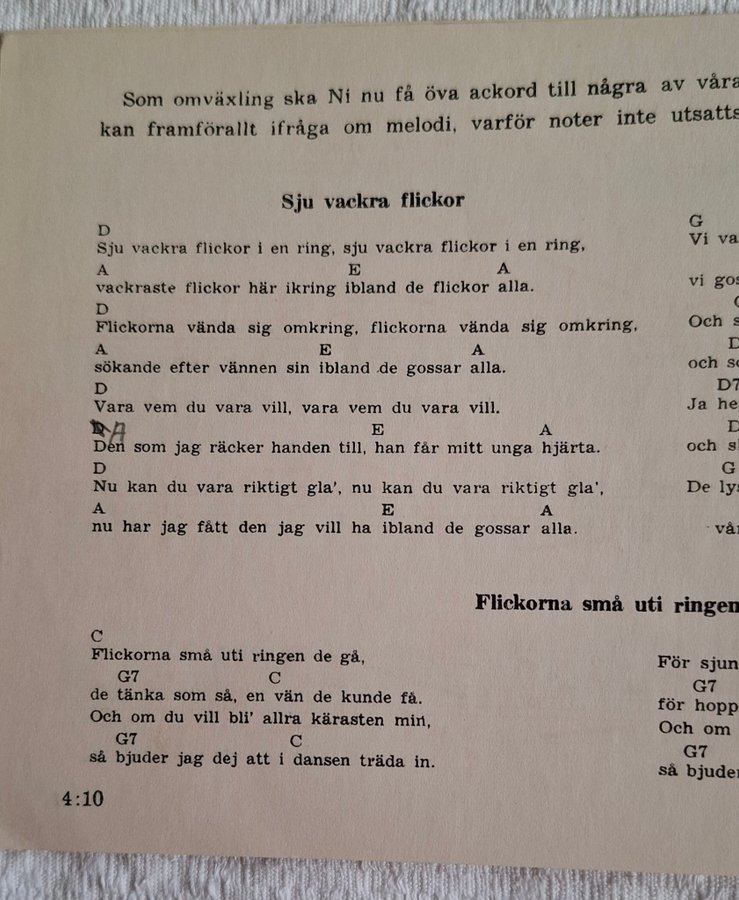 Som omväxling ska Ni nu få öva ackord till några av våra
kan framförallt ifråga om melodi, varför noter inte utsatts
Sju vackra flickor
D
Sju vackra flickor i en ring, sju vackra flickor i en ring,
A E A
vackraste flickor här ikring ibland de flickor alla.
D
Flickorna vända sig omkring, flickorna vända sig omkring,
A E A
sökande efter vännen sin ibland de gossar alla.
D
Vara vem du vara vill, vara vem du vara vill.
A E A
Den som jag räcker handen till, han får mitt unga hjärta.
D
Nu kan du vara riktigt gla', nu kan du vara riktigt gla',
A E A
nu har jag fått den jag vill ha ibland de gossar alla.
G
Vi va
vi gos
Och s
D
och so
D7
Ja he
D
och s
G
De lys
vår
Flickorna små uti ringen
C
Flickorna små uti ringen de gå,
G7 C
de tänka som så, en vän de kunde få.
Och om du vill bli' allra kärasten min,
G7 C
så bjuder jag dej att i dansen träda in.
För sjun
G7
för hopp
Och om
G7
så bjuder
4:10